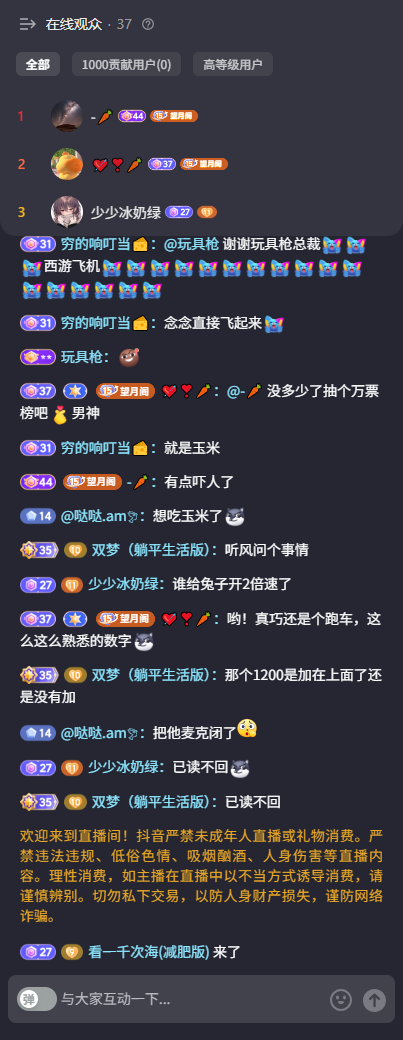 在线观众 · 37
全部 1000贡献用户(0) 高等级用户
1 - 44 15 望月阁
2 37 15 望月阁
3 少少冰奶绿 27 11
31 穷的响叮当：@玩具枪 谢谢玩具枪总裁
西游飞机
31 穷的响叮当：念念直接飞起来
** 玩具枪：
37 15 望月阁 ：@- 没多少了抽个万票
榜吧 男神
31 穷的响叮当：就是玉米
44 15 望月阁 - ：有点吓人了
14 @哒哒.am：想吃玉米了
35 10 双梦（躺平生活版）：听风问个事情
27 11 少少冰奶绿：谁给兔子开2倍速了
37 15 望月阁 ：哟！真巧还是个跑车，这
么这么熟悉的数字
35 10 双梦（躺平生活版）：那个1200是加在上面了还
是没有加
14 @哒哒.am：把他麦克闭了
27 11 少少冰奶绿：已读不回
35 10 双梦（躺平生活版）：已读不回
欢迎来到直播间！抖音严禁未成年人直播或礼物消费。严
禁违法违规、低俗色情、吸烟酗酒、人身伤害等直播内
容。理性消费，如主播在直播中以不当方式诱导消费，请
谨慎辨别。切勿私下交易，以防人身财产损失，谨防网络
诈骗。
27 9 看一千次海(减肥版) 来了
弹 与大家互动一下...